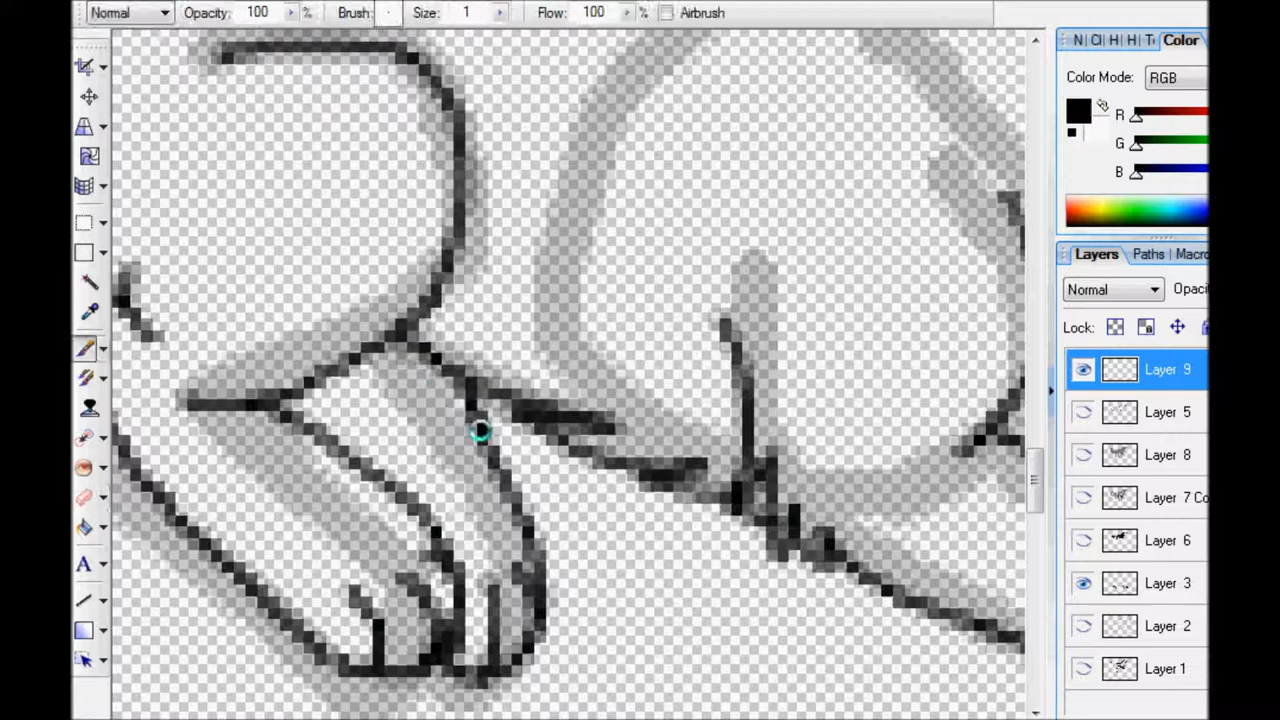 Normal Opacity: 100 % Brush: Size: 1 Flow: 100 % Airbrush
N Cl H H T Color
Color Mode: RGB
R
G
B
Layers Paths Macro
Normal Opaci
Lock:
Layer 9
Layer 5
Layer 8
Layer 7 Co
Layer 6
Layer 3
Layer 2
Layer 1